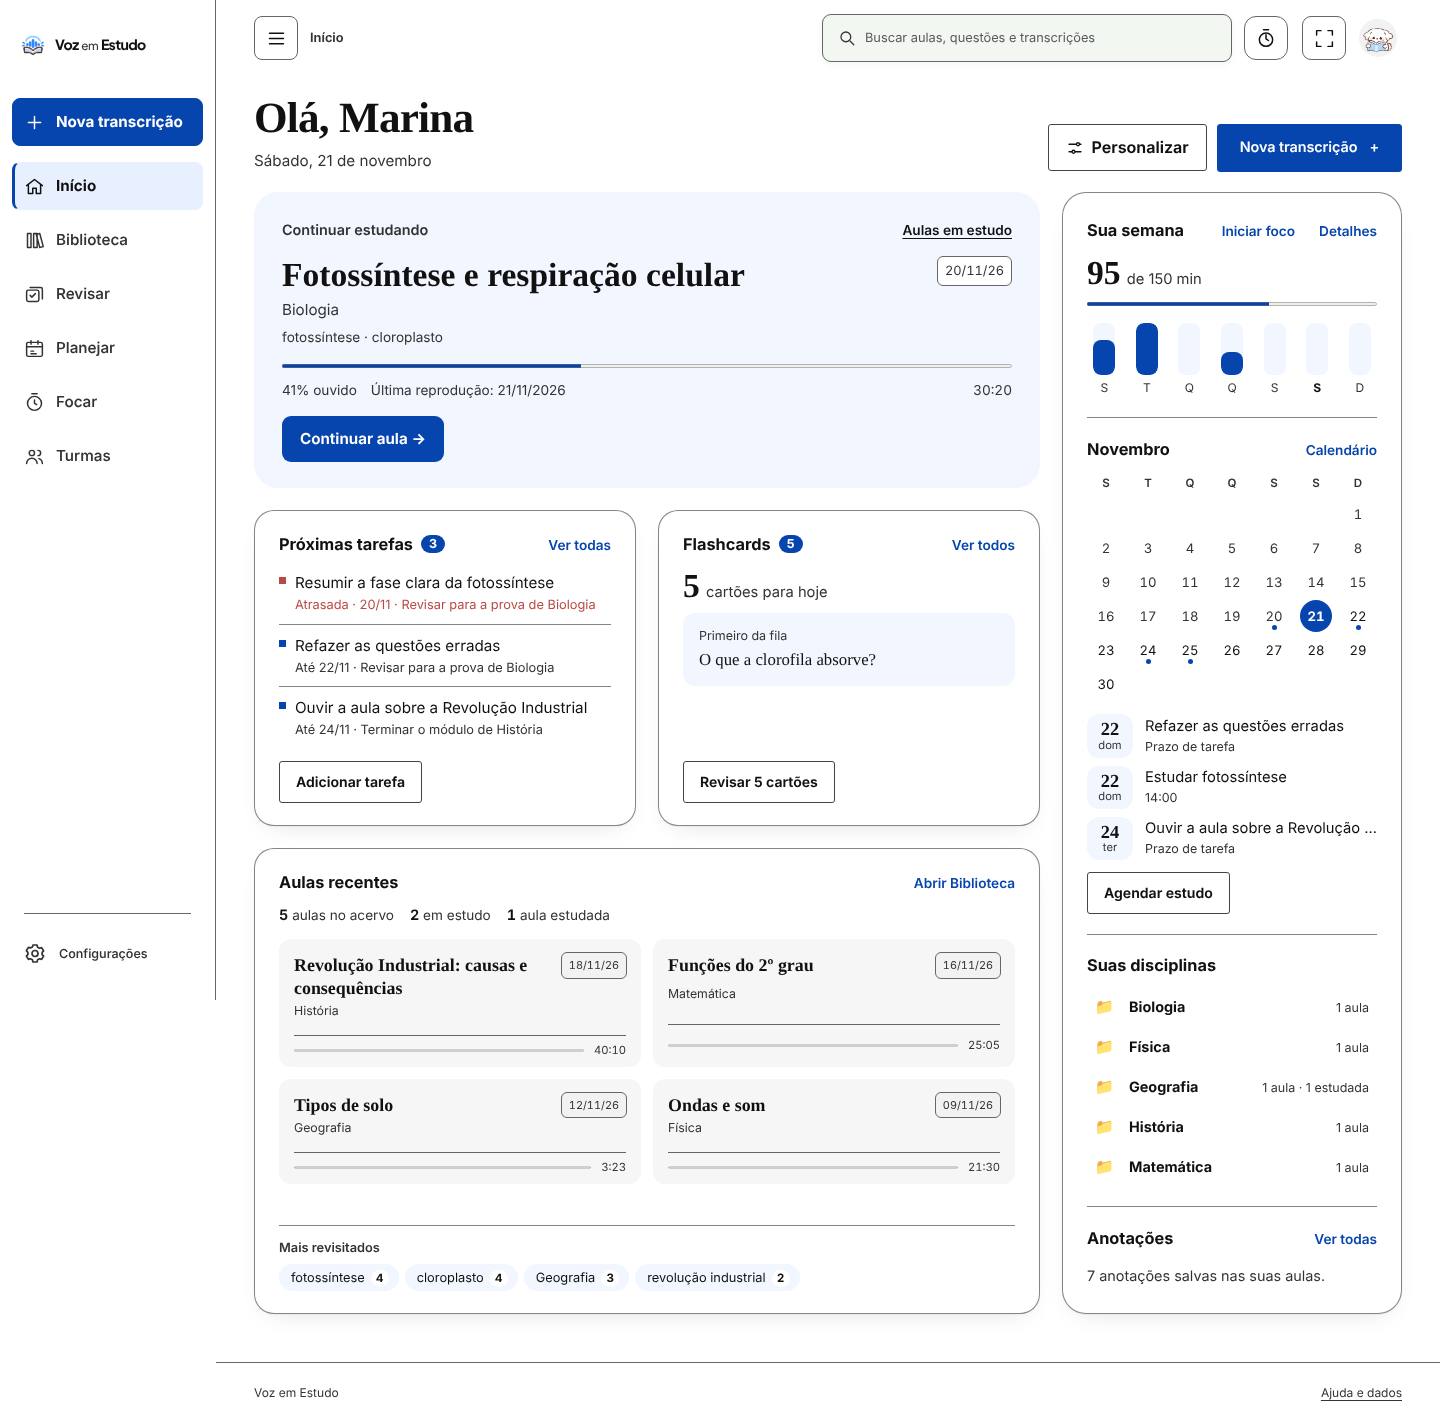 Voz em Estudo
Nova transcrição
Início
Biblioteca
Revisar
Planejar
Focar
Turmas
Configurações
Início
Buscar aulas, questões e transcrições
Olá, Marina
Sábado, 21 de novembro
Personalizar
Nova transcrição +
Continuar estudando
Aulas em estudo
Fotossíntese e respiração celular
20/11/26
Biologia
fotossíntese · cloroplasto
41% ouvido Última reprodução: 21/11/2026
30:20
Continuar aula →
Próximas tarefas 3
Ver todas
Resumir a fase clara da fotossíntese
Atrasada · 20/11 · Revisar para a prova de Biologia
Refazer as questões erradas
Até 22/11 · Revisar para a prova de Biologia
Ouvir a aula sobre a Revolução Industrial
Até 24/11 · Terminar o módulo de História
Adicionar tarefa
Flashcards 5
Ver todos
5 cartões para hoje
Primeiro da fila
O que a clorofila absorve?
Revisar 5 cartões
Aulas recentes
Abrir Biblioteca
5 aulas no acervo 2 em estudo 1 aula estudada
Revolução Industrial: causas e
consequências
18/11/26
História
40:10
Funções do 2º grau
16/11/26
Matemática
25:05
Tipos de solo
12/11/26
Geografia
3:23
Ondas e som
09/11/26
Física
21:30
Mais revisitados
fotossíntese 4 cloroplasto 4 Geografia 3 revolução industrial 2
Sua semana
Iniciar foco
Detalhes
95 de 150 min
S T Q Q S S D
Novembro
Calendário
S T Q Q S S D
1
2 3 4 5 6 7 8
9 10 11 12 13 14 15
16 17 18 19 20 21 22
23 24 25 26 27 28 29
30
22 dom
Refazer as questões erradas
Prazo de tarefa
22 dom
Estudar fotossíntese
14:00
24 ter
Ouvir a aula sobre a Revolução ...
Prazo de tarefa
Agendar estudo
Suas disciplinas
Biologia 1 aula
Física 1 aula
Geografia 1 aula · 1 estudada
História 1 aula
Matemática 1 aula
Anotações
Ver todas
7 anotações salvas nas suas aulas.
Voz em Estudo
Ajuda e dados